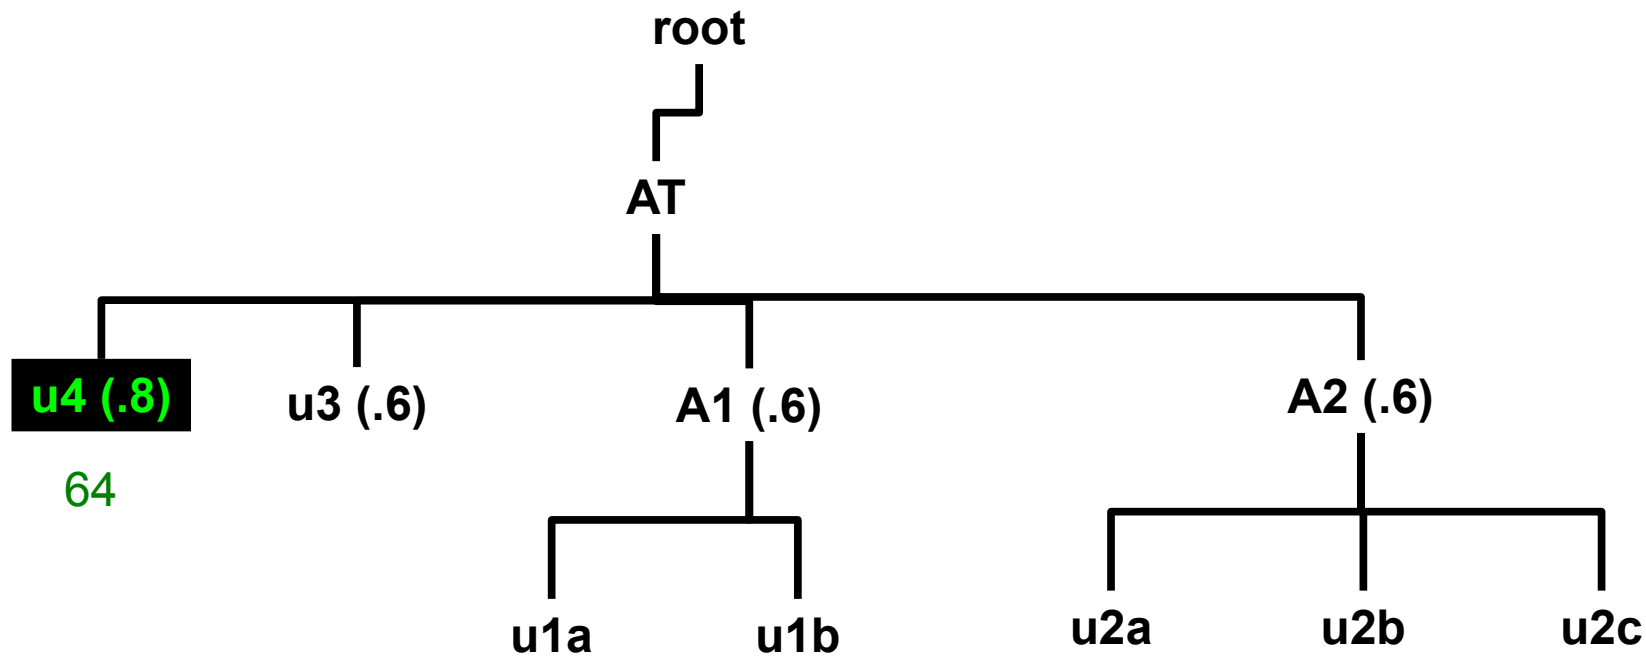 root
AT
u4 (.8)
u3 (.6)
A1 (.6)
A2 (.6)
64
u1a
u1b
u2a
u2b
u2c